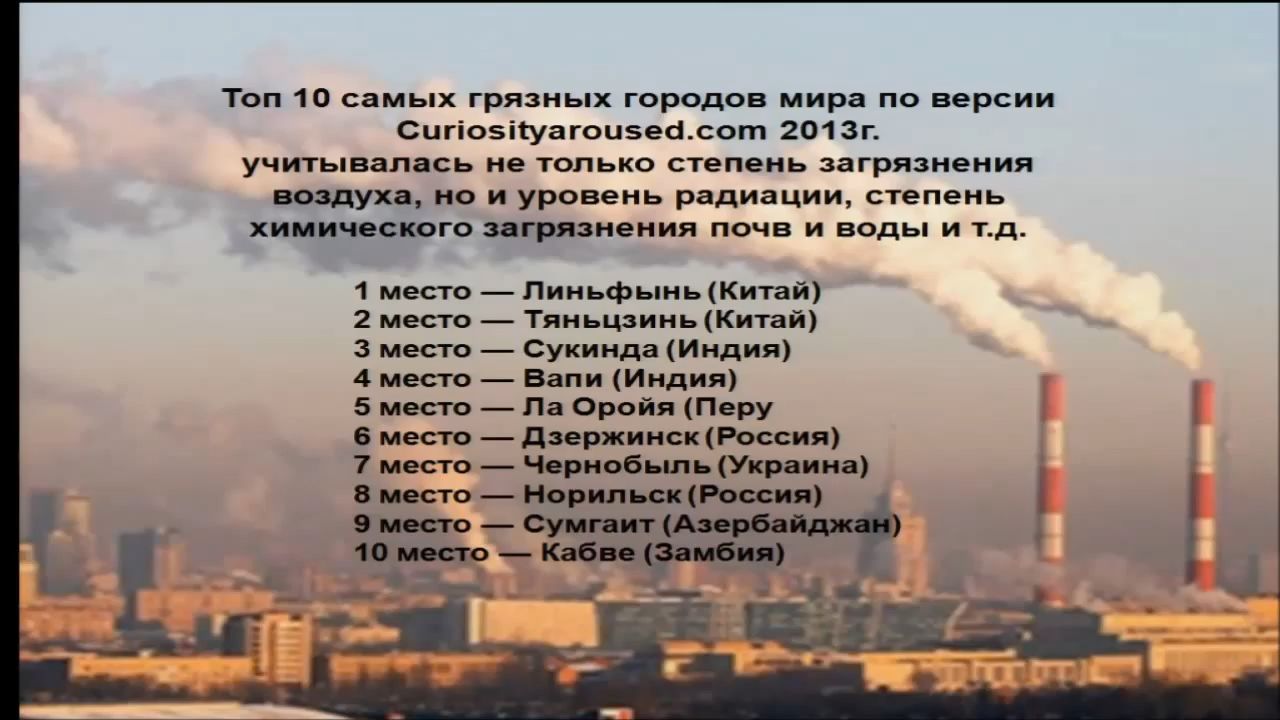 Топ 10 самых грязных городов мира по версии
Curiosityaroused.com 2013г.
учитывалась не только степень загрязнения
воздуха, но и уровень радиации, степень
химического загрязнения почв и воды и т.д.
1 место — Линьфынь (Китай)
2 место — Тяньцзинь (Китай)
3 место — Сукинда (Индия)
4 место — Вапи (Индия)
5 место — Ла Оройя (Перу
6 место — Дзержинск (Россия)
7 место — Чернобыль (Украина)
8 место — Норильск (Россия)
9 место — Сумгаит (Азербайджан)
10 место — Кабве (Замбия)